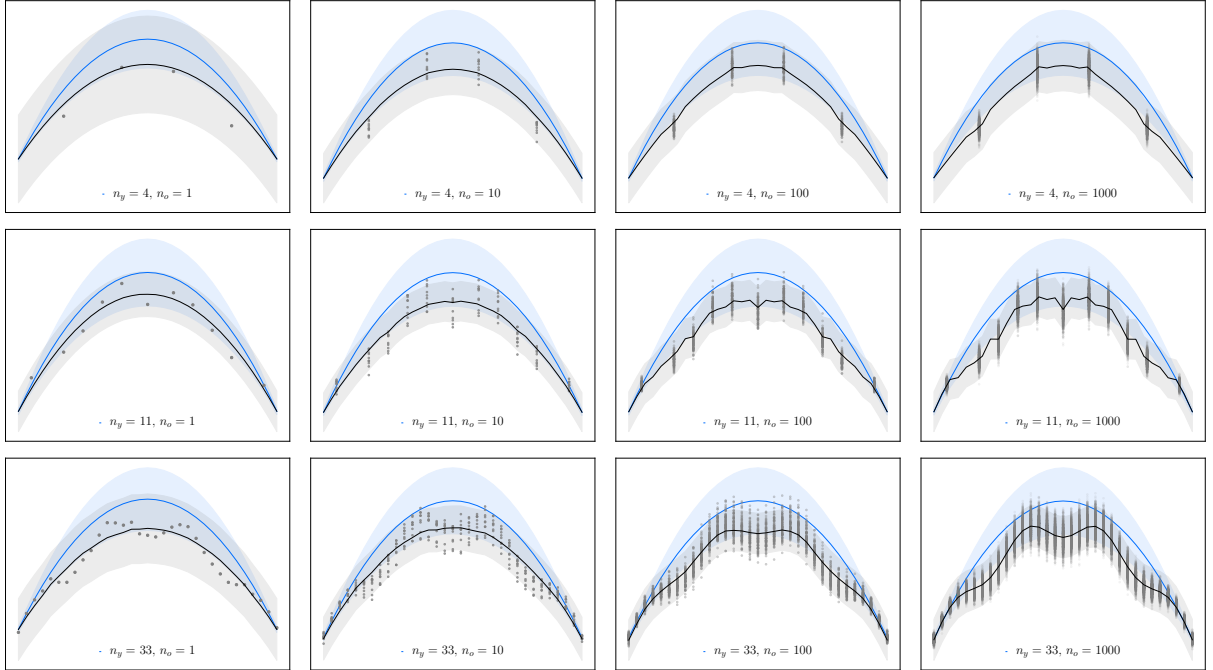 n_y = 4, n_o = 1
n_y = 4, n_o = 10
n_y = 4, n_o = 100
n_y = 4, n_o = 1000
n_y = 11, n_o = 1
n_y = 11, n_o = 10
n_y = 11, n_o = 100
n_y = 11, n_o = 1000
n_y = 33, n_o = 1
n_y = 33, n_o = 10
n_y = 33, n_o = 100
n_y = 33, n_o = 1000